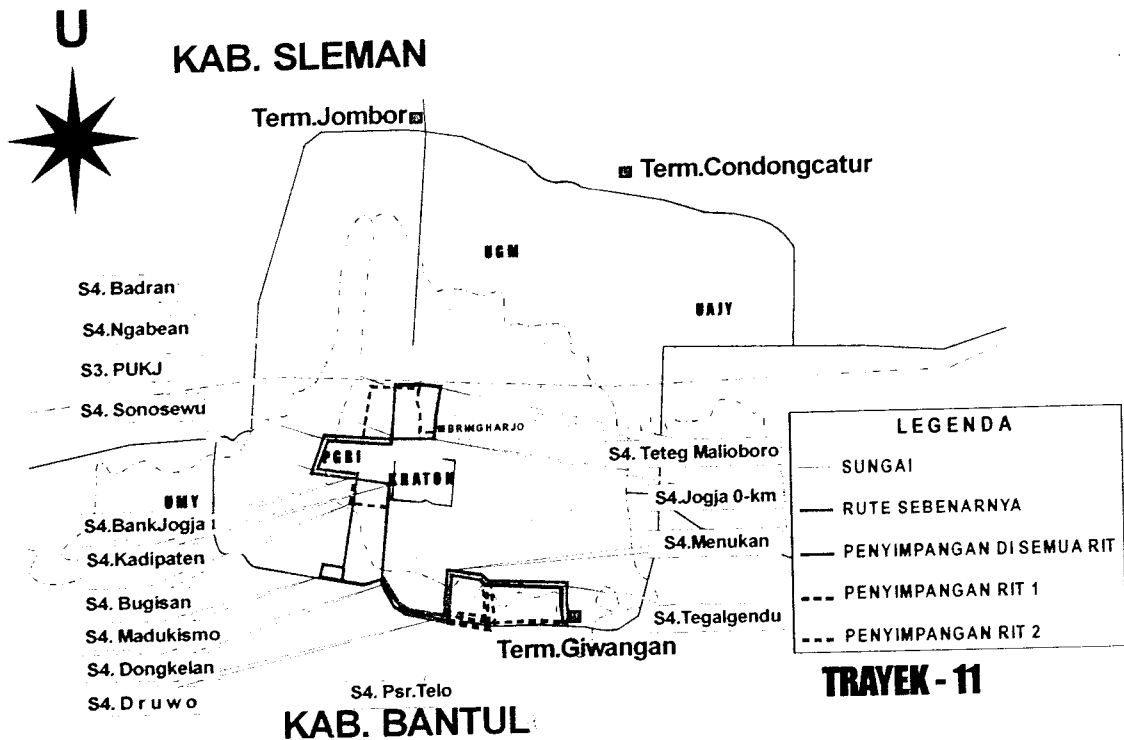 U
KAB. SLEMAN
Term.Jombor
Term.Condongcatur
UGM
UAJY
S4. Badran
S4.Ngabean
S3. PUKJ
S4. Sonosewu
BRINGHARJO
PGRI
KRATON
UMY
S4.BankJogja
S4.Kadipaten
S4. Bugisan
S4. Madukismo
S4. Dongkelan
S4. Druwo
S4. Teteg Malioboro
S4.Jogja 0-km
S4.Menukan
S4.Tegalgendu
Term.Giwangan
S4. Psr.Telo
KAB. BANTUL
LEGENDA
SUNGAI
RUTE SEBENARNYA
PENYIMPANGAN DI SEMUA RIT
PENYIMPANGAN RIT 1
PENYIMPANGAN RIT 2
TRAYEK - 11